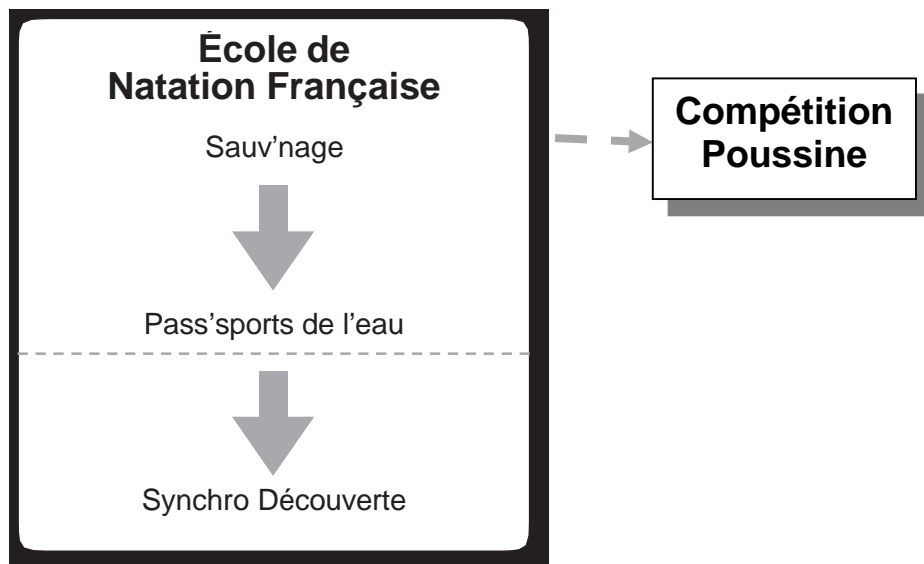 École de
Natation Française
Sauv'nage
Pass'sports de l'eau
Synchro Découverte
Compétition
Poussine